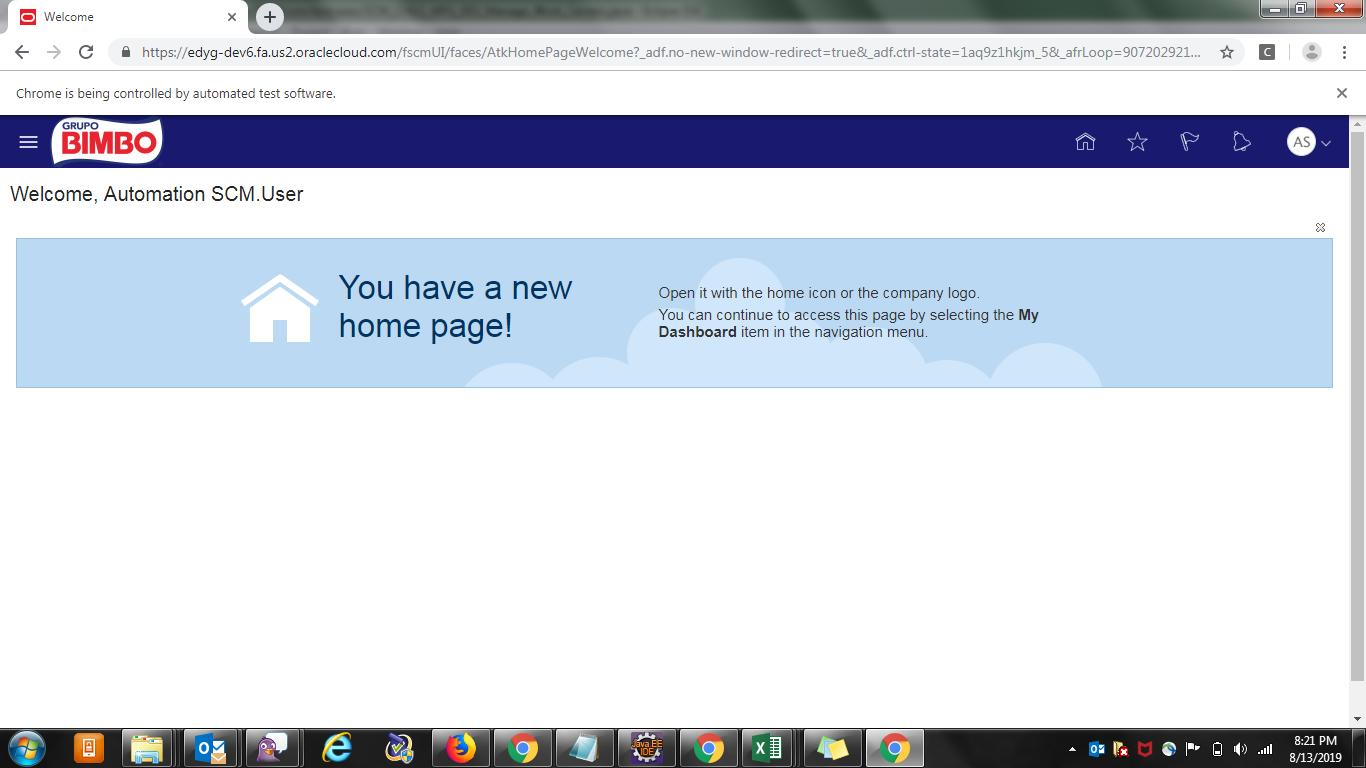 Welcome
https://edyg-dev6.fa.us2.oraclecloud.com/fscmUI/faces/AtkHomePageWelcome?_adf.no-new-window-redirect=true&_adf.ctrl-state=1aq9z1hkjm_5&_afrLoop=907202921...
C
Chrome is being controlled by automated test software.
GRUPO
BIMBO
AS
Welcome, Automation SCM.User
You have a new
home page!
Open it with the home icon or the company logo.
You can continue to access this page by selecting the My
Dashboard item in the navigation menu.
Java EE
IDE
8:21 PM
8/13/2019